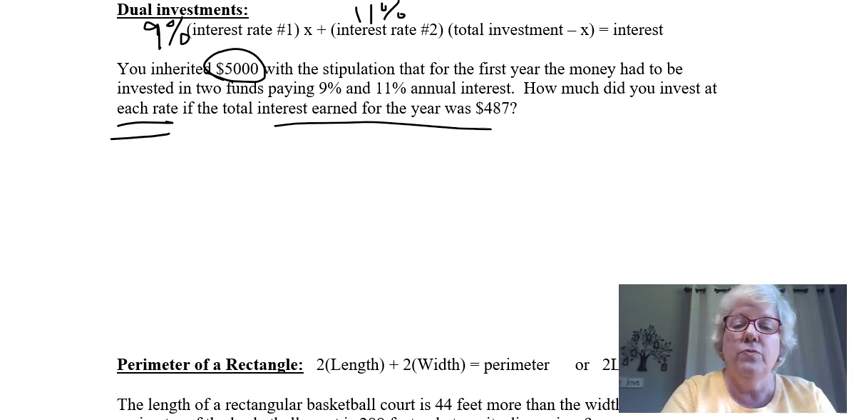 Dual investments:
11%
9% (interest rate #1) x + (interest rate #2) (total investment – x) = interest
You inherited $5000 with the stipulation that for the first year the money had to be
invested in two funds paying 9% and 11% annual interest. How much did you invest at
each rate if the total interest earned for the year was $487?
Perimeter of a Rectangle: 2(Length) + 2(Width) = perimeter or 2L
The length of a rectangular basketball court is 44 feet more than the widt